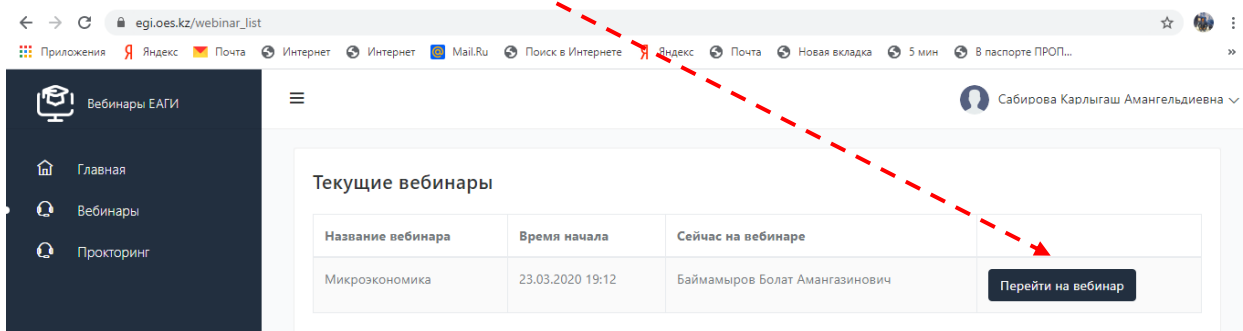 egi.oes.kz/webinar_list
Приложения Яндекс Почта Интернет Интернет Mail.Ru Поиск в Интернете Яндекс Почта Новая вкладка 5 мин В паспорте ПРОП... »
Вебинары ЕАГИ
Сабирова Карлыгаш Амангельдиевна
Главная
Вебинары
Прокторинг
Текущие вебинары
Название вебинара Время начала Сейчас на вебинаре
Микроэкономика 23.03.2020 19:12 Баймамыров Болат Амангазинович Перейти на вебинар